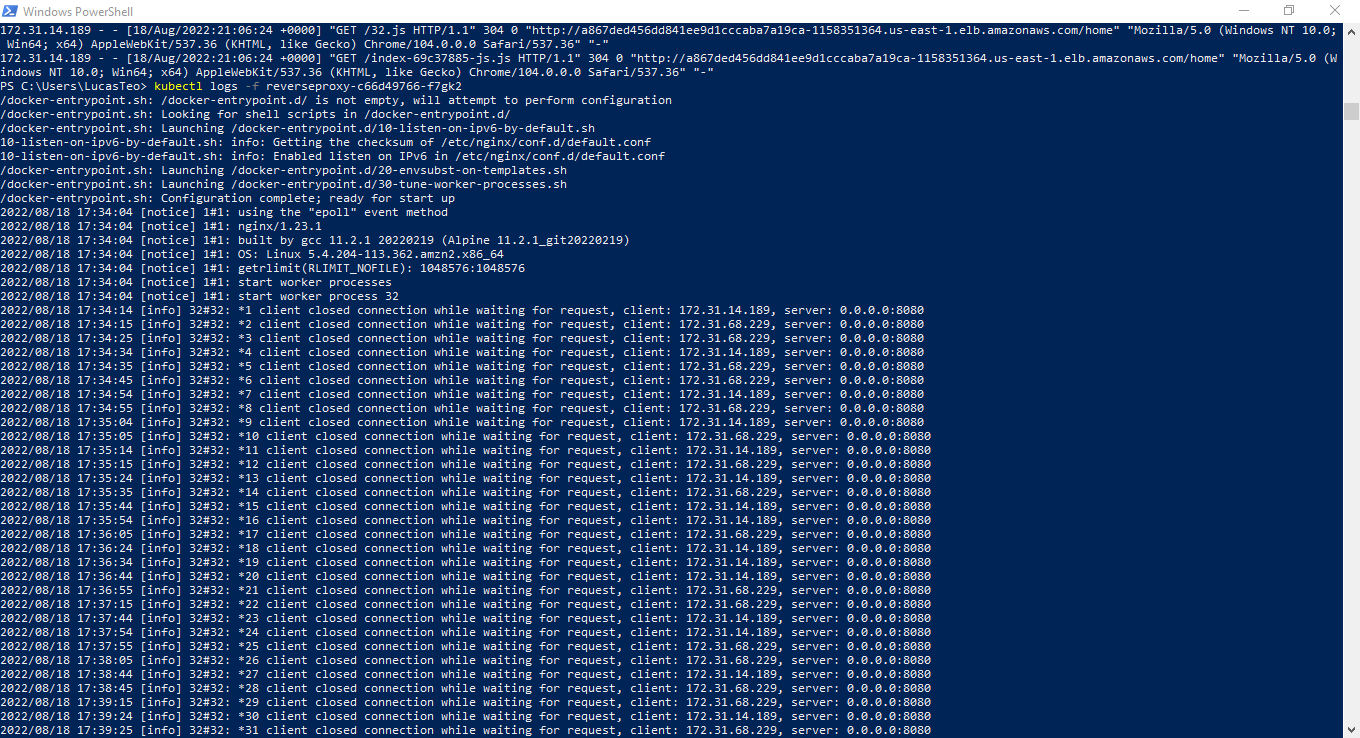 Windows PowerShell
172.31.14.189 - - [18/Aug/2022:21:06:24 +0000] "GET /32.js HTTP/1.1" 304 0 "http://a867ded456dd841ee9d1cccaba7a19ca-1158351364.us-east-1.elb.amazonaws.com/home" "Mozilla/5.0 (Windows NT 10.0;
 Win64; x64) AppleWebKit/537.36 (KHTML, like Gecko) Chrome/104.0.0.0 Safari/537.36" "-"
172.31.14.189 - - [18/Aug/2022:21:06:24 +0000] "GET /index-69c37885-js.js HTTP/1.1" 304 0 "http://a867ded456dd841ee9d1cccaba7a19ca-1158351364.us-east-1.elb.amazonaws.com/home" "Mozilla/5.0 (W
indows NT 10.0; Win64; x64) AppleWebKit/537.36 (KHTML, like Gecko) Chrome/104.0.0.0 Safari/537.36" "-"
PS C:\Users\LucasTeo> kubectl logs -f reverseproxy-c66d49766-f7gk2
/docker-entrypoint.sh: /docker-entrypoint.d/ is not empty, will attempt to perform configuration
/docker-entrypoint.sh: Looking for shell scripts in /docker-entrypoint.d/
/docker-entrypoint.sh: Launching /docker-entrypoint.d/10-listen-on-ipv6-by-default.sh
10-listen-on-ipv6-by-default.sh: info: Getting the checksum of /etc/nginx/conf.d/default.conf
10-listen-on-ipv6-by-default.sh: info: Enabled listen on IPv6 in /etc/nginx/conf.d/default.conf
/docker-entrypoint.sh: Launching /docker-entrypoint.d/20-envsubst-on-templates.sh
/docker-entrypoint.sh: Launching /docker-entrypoint.d/30-tune-worker-processes.sh
/docker-entrypoint.sh: Configuration complete; ready for start up
2022/08/18 17:34:04 [notice] 1#1: using the "epoll" event method
2022/08/18 17:34:04 [notice] 1#1: nginx/1.23.1
2022/08/18 17:34:04 [notice] 1#1: built by gcc 11.2.1 20220219 (Alpine 11.2.1_git20220219)
2022/08/18 17:34:04 [notice] 1#1: OS: Linux 5.4.204-113.362.amzn2.x86_64
2022/08/18 17:34:04 [notice] 1#1: getrlimit(RLIMIT_NOFILE): 1048576:1048576
2022/08/18 17:34:04 [notice] 1#1: start worker processes
2022/08/18 17:34:04 [notice] 1#1: start worker process 32
2022/08/18 17:34:14 [info] 32#32: *1 client closed connection while waiting for request, client: 172.31.14.189, server: 0.0.0.0:8080
2022/08/18 17:34:15 [info] 32#32: *2 client closed connection while waiting for request, client: 172.31.68.229, server: 0.0.0.0:8080
2022/08/18 17:34:25 [info] 32#32: *3 client closed connection while waiting for request, client: 172.31.68.229, server: 0.0.0.0:8080
2022/08/18 17:34:34 [info] 32#32: *4 client closed connection while waiting for request, client: 172.31.14.189, server: 0.0.0.0:8080
2022/08/18 17:34:35 [info] 32#32: *5 client closed connection while waiting for request, client: 172.31.68.229, server: 0.0.0.0:8080
2022/08/18 17:34:45 [info] 32#32: *6 client closed connection while waiting for request, client: 172.31.68.229, server: 0.0.0.0:8080
2022/08/18 17:34:54 [info] 32#32: *7 client closed connection while waiting for request, client: 172.31.14.189, server: 0.0.0.0:8080
2022/08/18 17:34:55 [info] 32#32: *8 client closed connection while waiting for request, client: 172.31.68.229, server: 0.0.0.0:8080
2022/08/18 17:35:04 [info] 32#32: *9 client closed connection while waiting for request, client: 172.31.14.189, server: 0.0.0.0:8080
2022/08/18 17:35:05 [info] 32#32: *10 client closed connection while waiting for request, client: 172.31.68.229, server: 0.0.0.0:8080
2022/08/18 17:35:14 [info] 32#32: *11 client closed connection while waiting for request, client: 172.31.14.189, server: 0.0.0.0:8080
2022/08/18 17:35:15 [info] 32#32: *12 client closed connection while waiting for request, client: 172.31.68.229, server: 0.0.0.0:8080
2022/08/18 17:35:24 [info] 32#32: *13 client closed connection while waiting for request, client: 172.31.14.189, server: 0.0.0.0:8080
2022/08/18 17:35:35 [info] 32#32: *14 client closed connection while waiting for request, client: 172.31.68.229, server: 0.0.0.0:8080
2022/08/18 17:35:44 [info] 32#32: *15 client closed connection while waiting for request, client: 172.31.14.189, server: 0.0.0.0:8080
2022/08/18 17:35:54 [info] 32#32: *16 client closed connection while waiting for request, client: 172.31.14.189, server: 0.0.0.0:8080
2022/08/18 17:36:05 [info] 32#32: *17 client closed connection while waiting for request, client: 172.31.68.229, server: 0.0.0.0:8080
2022/08/18 17:36:24 [info] 32#32: *18 client closed connection while waiting for request, client: 172.31.14.189, server: 0.0.0.0:8080
2022/08/18 17:36:34 [info] 32#32: *19 client closed connection while waiting for request, client: 172.31.14.189, server: 0.0.0.0:8080
2022/08/18 17:36:44 [info] 32#32: *20 client closed connection while waiting for request, client: 172.31.14.189, server: 0.0.0.0:8080
2022/08/18 17:36:55 [info] 32#32: *21 client closed connection while waiting for request, client: 172.31.68.229, server: 0.0.0.0:8080
2022/08/18 17:37:15 [info] 32#32: *22 client closed connection while waiting for request, client: 172.31.68.229, server: 0.0.0.0:8080
2022/08/18 17:37:44 [info] 32#32: *23 client closed connection while waiting for request, client: 172.31.14.189, server: 0.0.0.0:8080
2022/08/18 17:37:54 [info] 32#32: *24 client closed connection while waiting for request, client: 172.31.14.189, server: 0.0.0.0:8080
2022/08/18 17:37:55 [info] 32#32: *25 client closed connection while waiting for request, client: 172.31.68.229, server: 0.0.0.0:8080
2022/08/18 17:38:05 [info] 32#32: *26 client closed connection while waiting for request, client: 172.31.68.229, server: 0.0.0.0:8080
2022/08/18 17:38:44 [info] 32#32: *27 client closed connection while waiting for request, client: 172.31.14.189, server: 0.0.0.0:8080
2022/08/18 17:38:45 [info] 32#32: *28 client closed connection while waiting for request, client: 172.31.68.229, server: 0.0.0.0:8080
2022/08/18 17:39:15 [info] 32#32: *29 client closed connection while waiting for request, client: 172.31.68.229, server: 0.0.0.0:8080
2022/08/18 17:39:24 [info] 32#32: *30 client closed connection while waiting for request, client: 172.31.14.189, server: 0.0.0.0:8080
2022/08/18 17:39:25 [info] 32#32: *31 client closed connection while waiting for request, client: 172.31.68.229, server: 0.0.0.0:8080